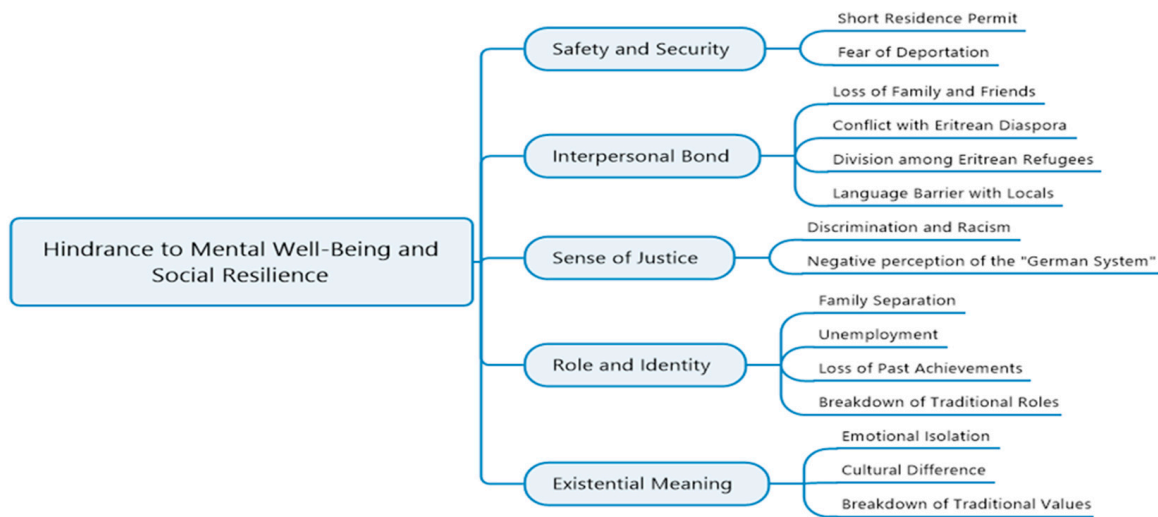 Hindrance to Mental Well-Being and
Social Resilience
Safety and Security
Short Residence Permit
Fear of Deportation
Interpersonal Bond
Loss of Family and Friends
Conflict with Eritrean Diaspora
Division among Eritrean Refugees
Language Barrier with Locals
Sense of Justice
Discrimination and Racism
Negative perception of the "German System"
Role and Identity
Family Separation
Unemployment
Loss of Past Achievements
Breakdown of Traditional Roles
Existential Meaning
Emotional Isolation
Cultural Difference
Breakdown of Traditional Values